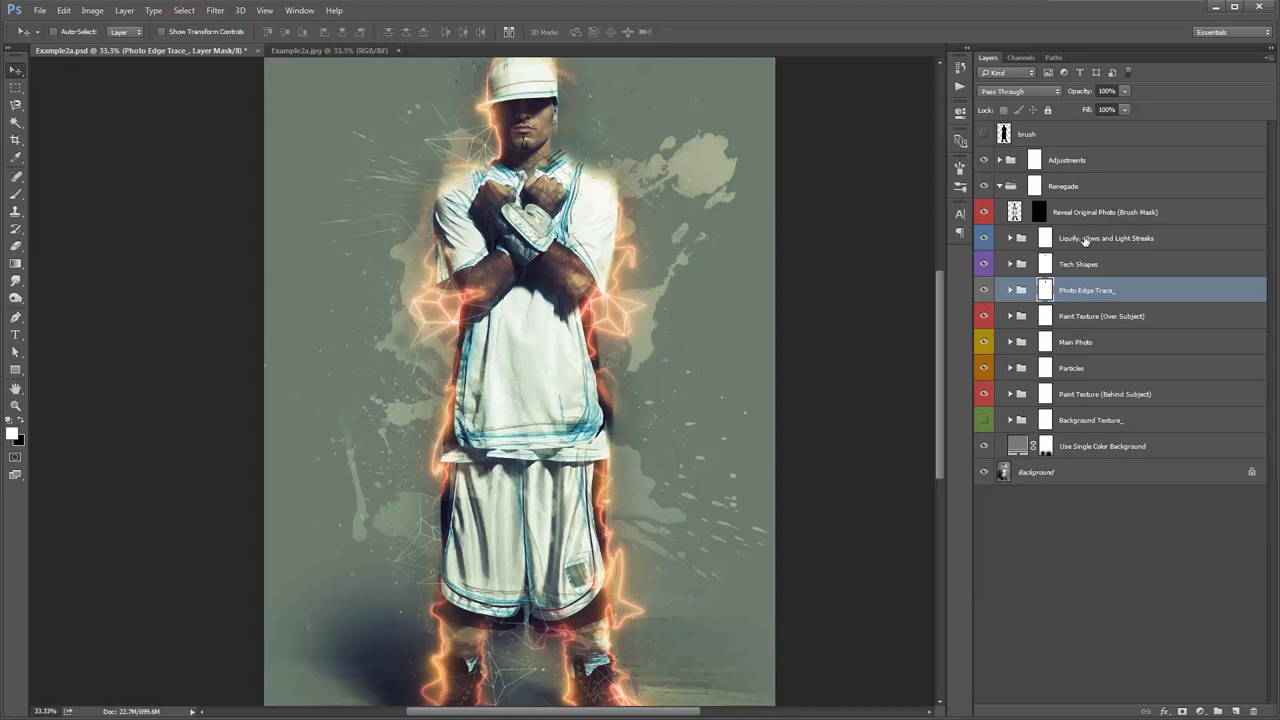 Ps File Edit Image Layer Type Select Filter 3D View Window Help
Auto-Select: Layer Show Transform Controls 3D Mode: Essentials
Example2a.psd @ 33.3% (Photo Edge Trace_, Layer Mask/8) * × Example2a.jpg @ 33.3% (RGB/8#) ×
Layers Channels Paths
Kind
Pass Through Opacity: 100%
Lock: Fill: 100%
brush
Adjustments
Renegade
Reveal Original Photo (Brush Mask)
Liquify, Glows and Light Streaks
Tech Shapes
Photo Edge Trace_
Paint Texture (Over Subject)
Main Photo
Particles
Paint Texture (Behind Subject)
Background Texture_
Use Single Color Background
Background
33.33% Doc: 22.7M/699.6M